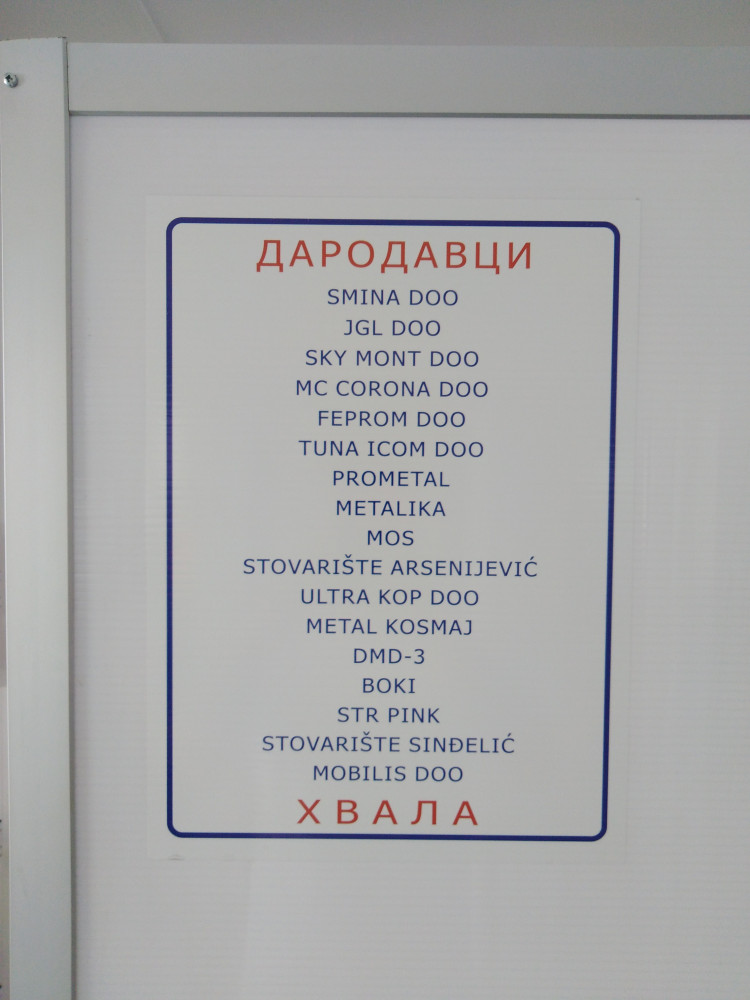 ДАРОДАВЦИ
SMINA DOO
JGL DOO
SKY MONT DOO
MC CORONA DOO
FEPROM DOO
TUNA ICOM DOO
PROMETAL
METALIKA
MOS
STOVARIŠTE ARSENIJEVIĆ
ULTRA KOP DOO
METAL KOSMAJ
DMD-3
BOKI
STR PINK
STOVARIŠTE SINĐELIĆ
MOBILIS DOO
ХВАЛА